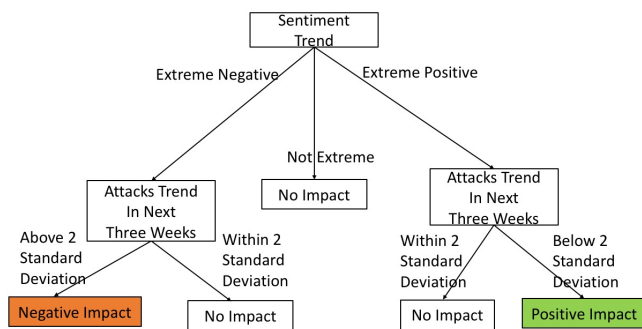 Sentiment
Trend
Extreme Negative
Extreme Positive
Not Extreme
No Impact
Attacks Trend
In Next
Three Weeks
Attacks Trend
In Next
Three Weeks
Above 2
Standard
Deviation
Within 2
Standard
Deviation
Within 2
Standard
Deviation
Below 2
Standard
Deviation
Negative Impact
No Impact
No Impact
Positive Impact